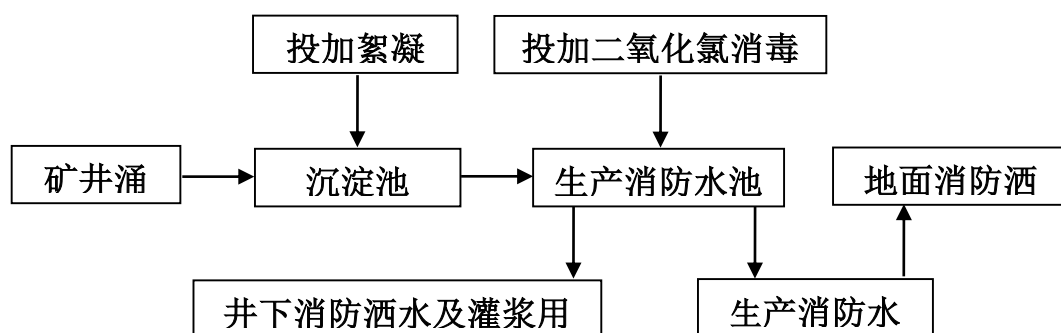 投加絮凝
投加二氧化氯消毒
矿井涌
沉淀池
生产消防水池
地面消防洒
井下消防洒水及灌浆用
生产消防水